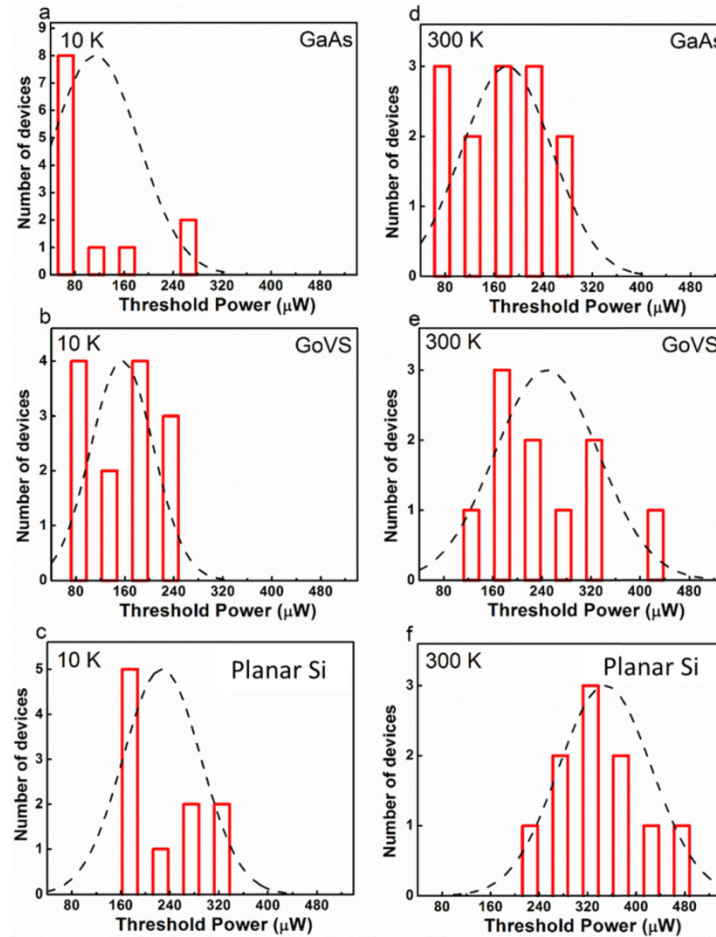 a
10 K
GaAs
9
8
7
6
5
4
3
2
1
0
Number of devices
80 160 240 320 400 480
Threshold Power (μW)
b
10 K
GoVS
4
3
2
1
0
Number of devices
80 160 240 320 400 480
Threshold Power (μW)
c
10 K
Planar Si
5
4
3
2
1
0
Number of devices
80 160 240 320 400 480
Threshold Power (μW)
d
300 K
GaAs
3
2
1
0
Number of devices
80 160 240 320 400 480
Threshold Power (μW)
e
300 K
GoVS
3
2
1
0
Number of devices
80 160 240 320 400 480
Threshold Power (μW)
f
300 K
Planar Si
3
2
1
0
Number of devices
80 160 240 320 400 480
Threshold Power (μW)